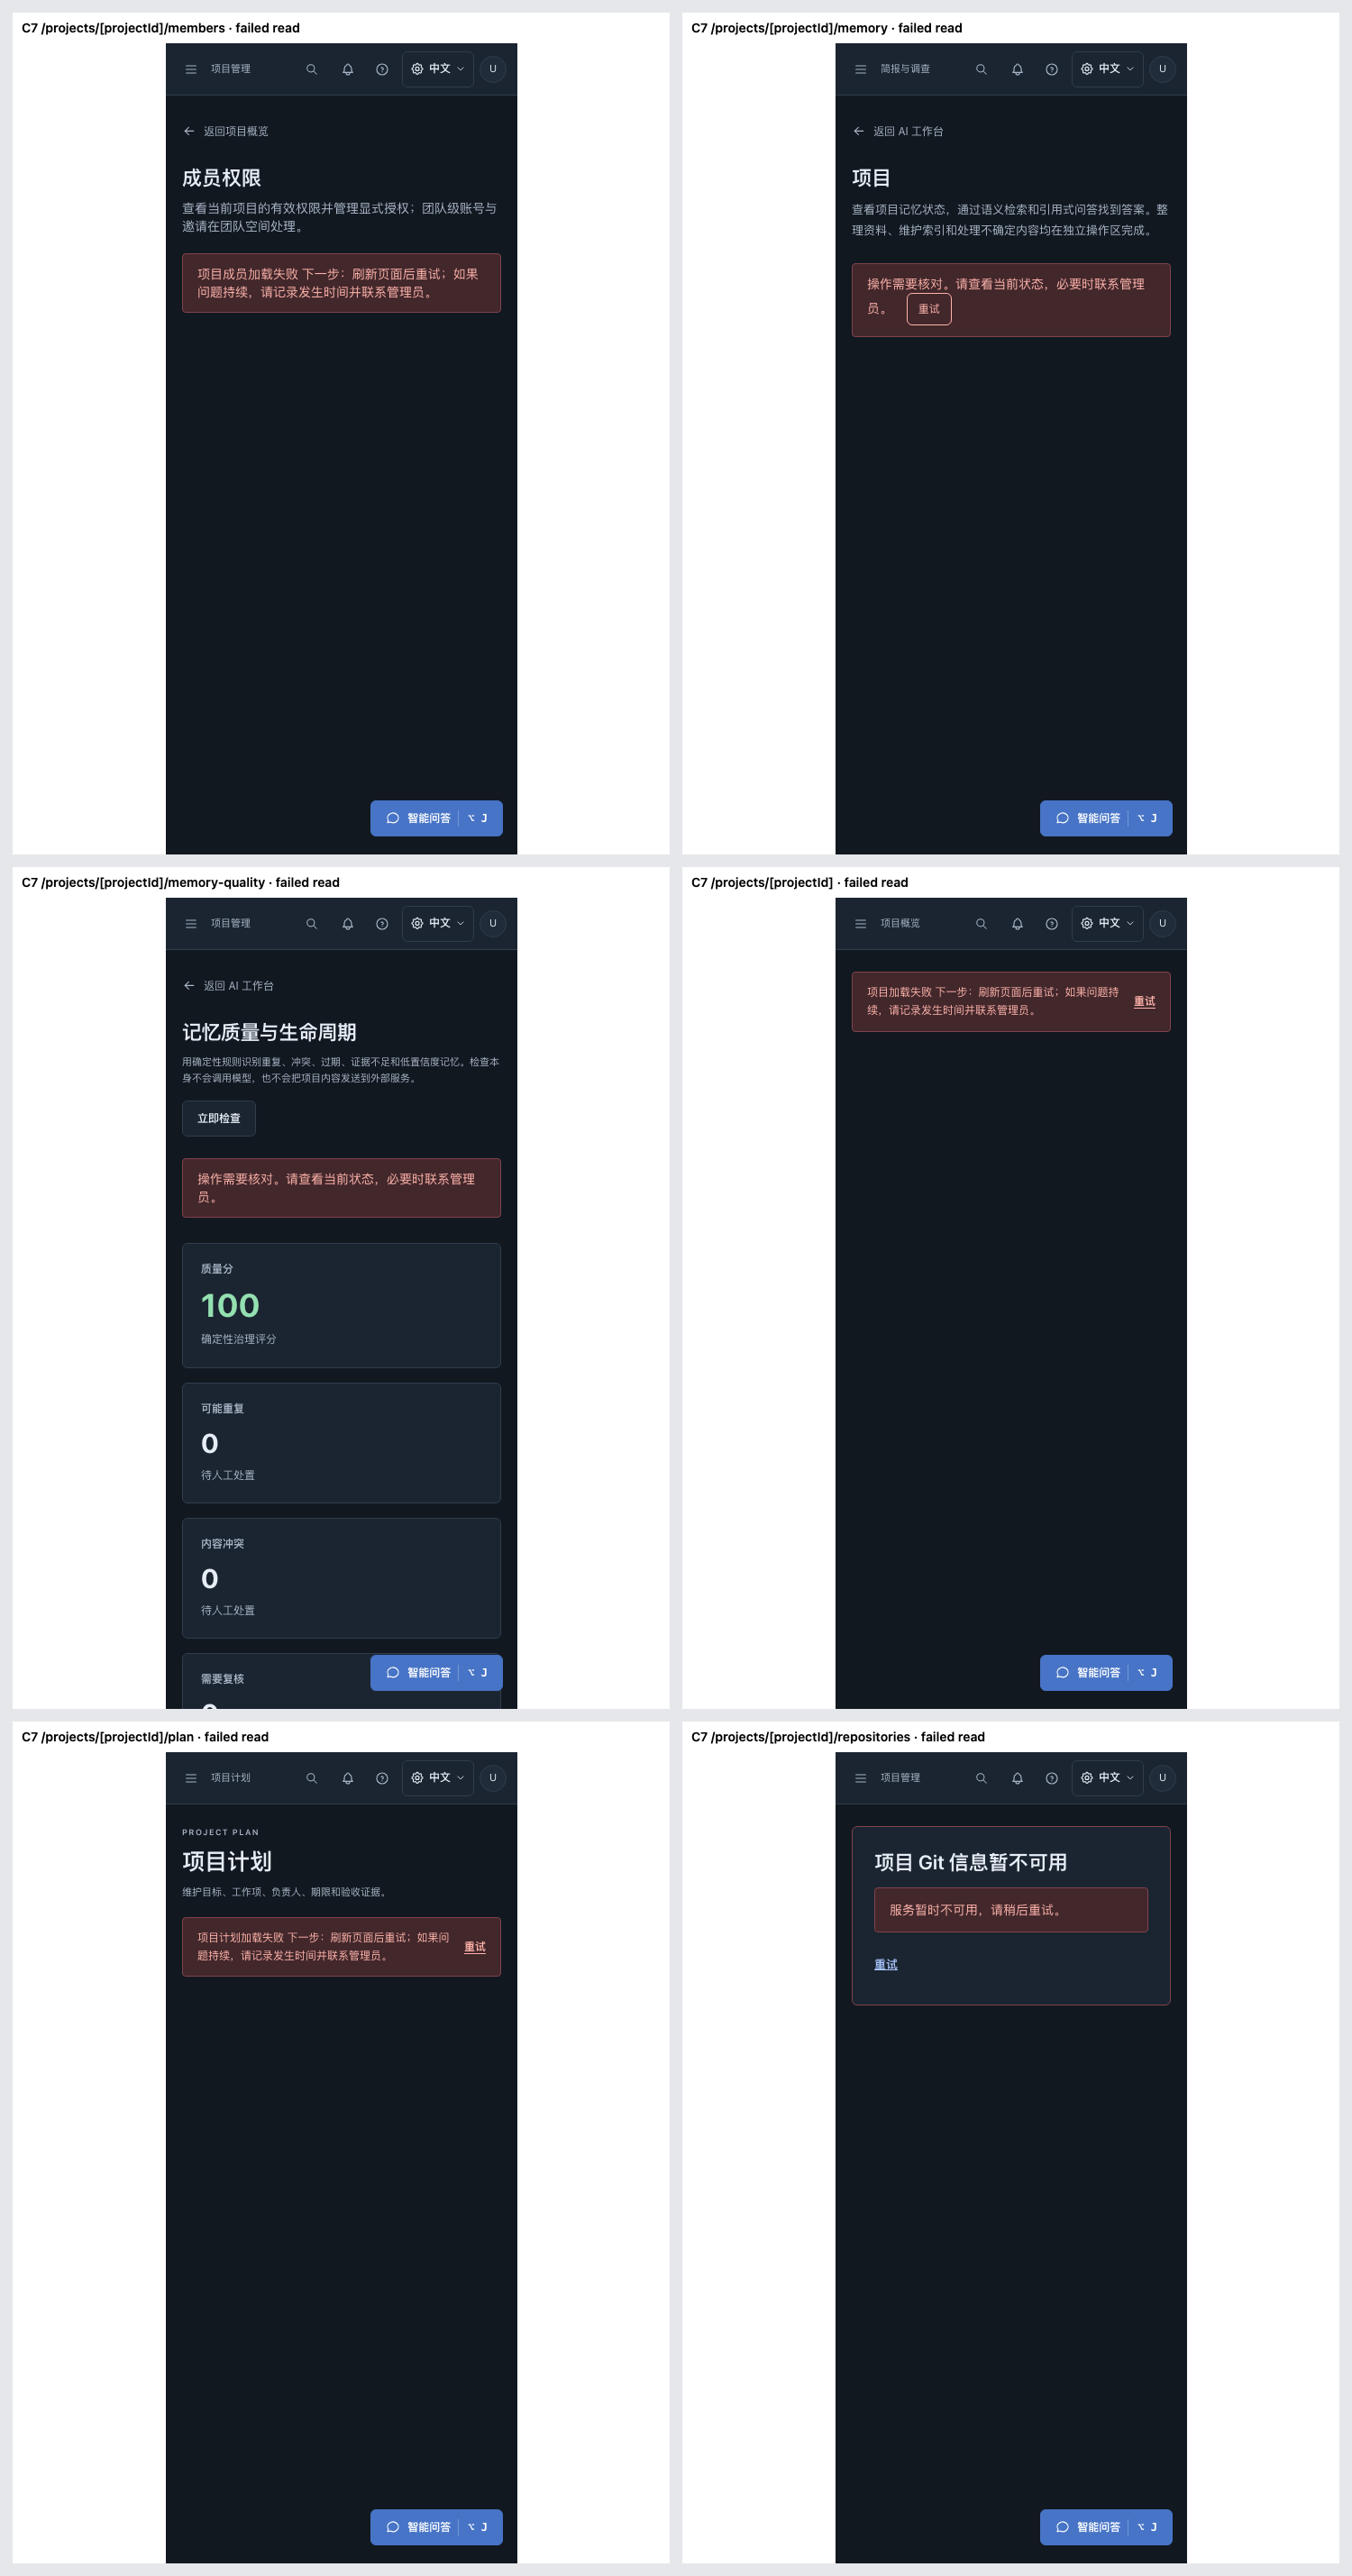 C7 /projects/[projectId]/members · failed read
项目管理
中文
U
返回项目概览
成员权限
查看当前项目的有效权限并管理显式授权；团队级账号与
邀请在团队空间处理。
项目成员加载失败 下一步：刷新页面后重试；如果
问题持续，请记录发生时间并联系管理员。
智能问答 ⌥ J
C7 /projects/[projectId]/memory · failed read
简报与调查
中文
U
返回 AI 工作台
项目
查看项目记忆状态，通过语义检索和引用式问答找到答案。整
理资料、维护索引和处理不确定内容均在独立操作区完成。
操作需要核对。请查看当前状态，必要时联系管理
员。 重试
智能问答 ⌥ J
C7 /projects/[projectId]/memory-quality · failed read
项目管理
中文
U
返回 AI 工作台
记忆质量与生命周期
用确定性规则识别重复、冲突、过期、证据不足和低置信度记忆。检查本
身不会调用模型，也不会把项目内容发送到外部服务。
立即检查
操作需要核对。请查看当前状态，必要时联系管理
员。
质量分
100
确定性治理评分
可能重复
0
待人工处置
内容冲突
0
待人工处置
需要复核
智能问答 ⌥ J
C7 /projects/[projectId] · failed read
项目概览
中文
U
项目加载失败 下一步：刷新页面后重试；如果问题持
续，请记录发生时间并联系管理员。
重试
智能问答 ⌥ J
C7 /projects/[projectId]/plan · failed read
项目计划
中文
U
PROJECT PLAN
项目计划
维护目标、工作项、负责人、期限和验收证据。
项目计划加载失败 下一步：刷新页面后重试；如果问
题持续，请记录发生时间并联系管理员。
重试
智能问答 ⌥ J
C7 /projects/[projectId]/repositories · failed read
项目管理
中文
U
项目 Git 信息暂不可用
服务暂时不可用，请稍后重试。
重试
智能问答 ⌥ J